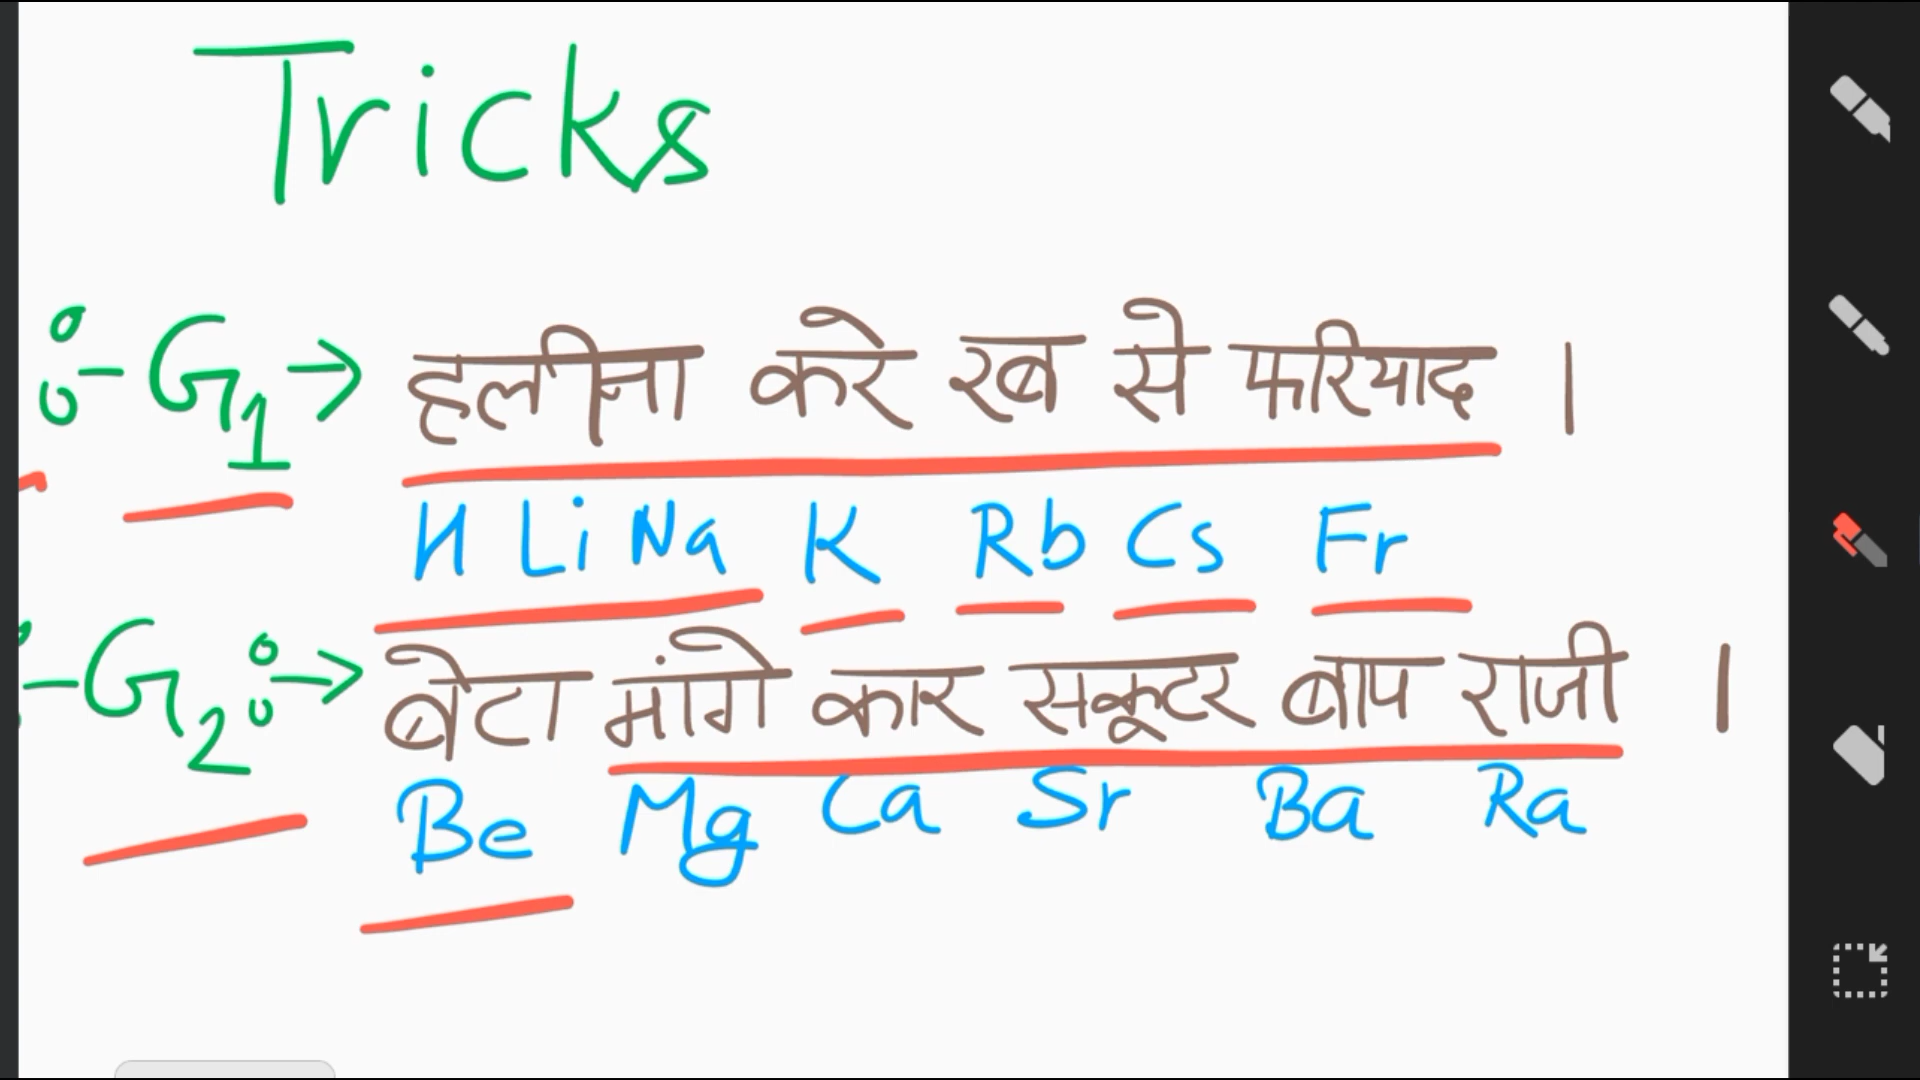 Tricks
G1 → हलीना करे रब से फरियाद ।
H Li Na K Rb Cs Fr
G2 → बेटा मांगे कार सकूटर बाप राजी ।
Be Mg Ca Sr Ba Ra